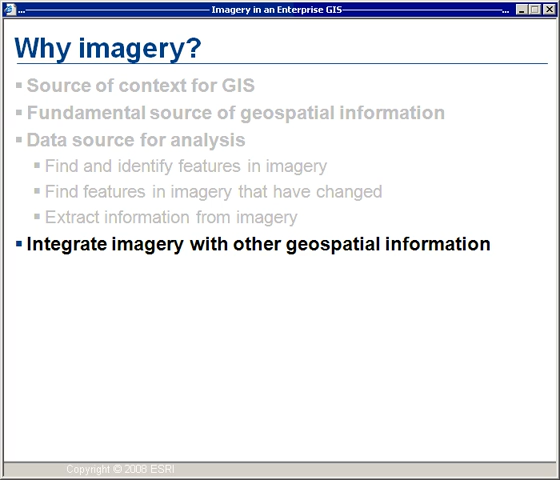 ... Imagery in an Enterprise GIS ...
Why imagery?
Source of context for GIS
Fundamental source of geospatial information
Data source for analysis
Find and identify features in imagery
Find features in imagery that have changed
Extract information from imagery
Integrate imagery with other geospatial information
Copyright © 2008 ESRI